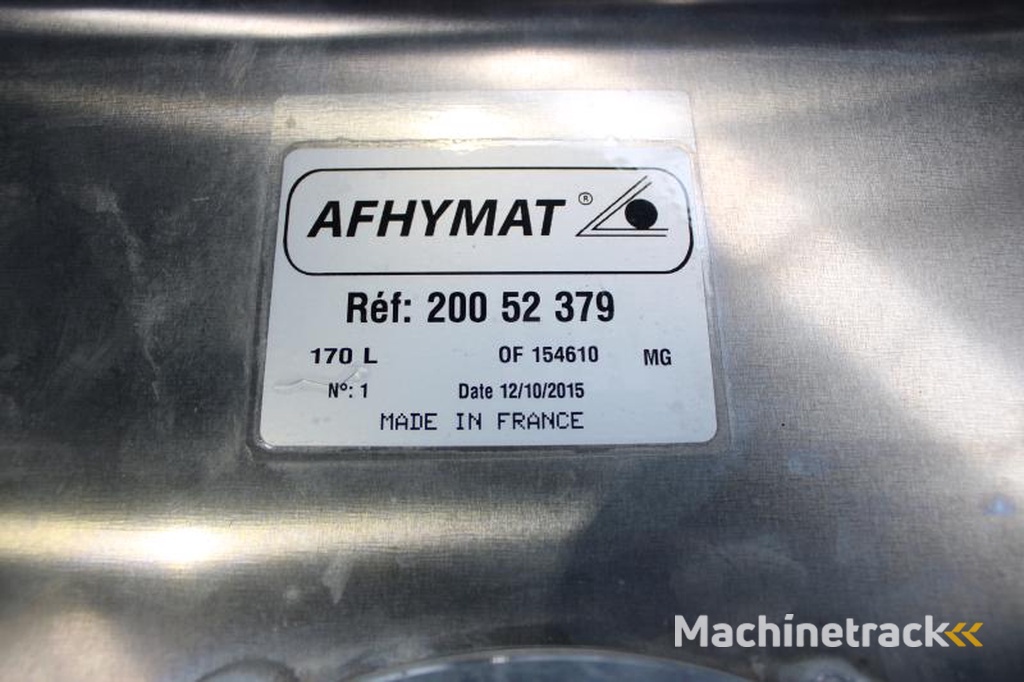 AFHYMAT ®
Réf: 200 52 379
170 L OF 154610 MG
N°: 1 Date 12/10/2015
MADE IN FRANCE
Machinetrack